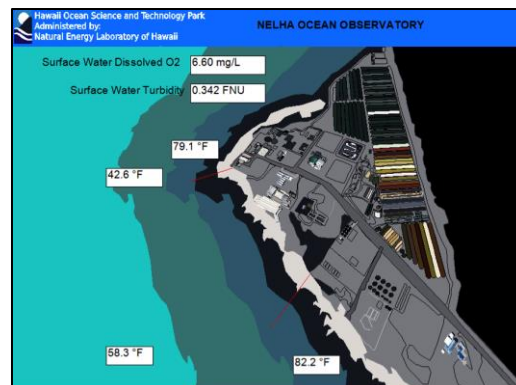 Hawaii Ocean Science and Technology Park
Administered by:
Natural Energy Laboratory of Hawaii
NELHA OCEAN OBSERVATORY
Surface Water Dissolved O2 6.60 mg/L
Surface Water Turbidity 0.342 FNU
79.1 °F
42.6 °F
58.3 °F
82.2 °F